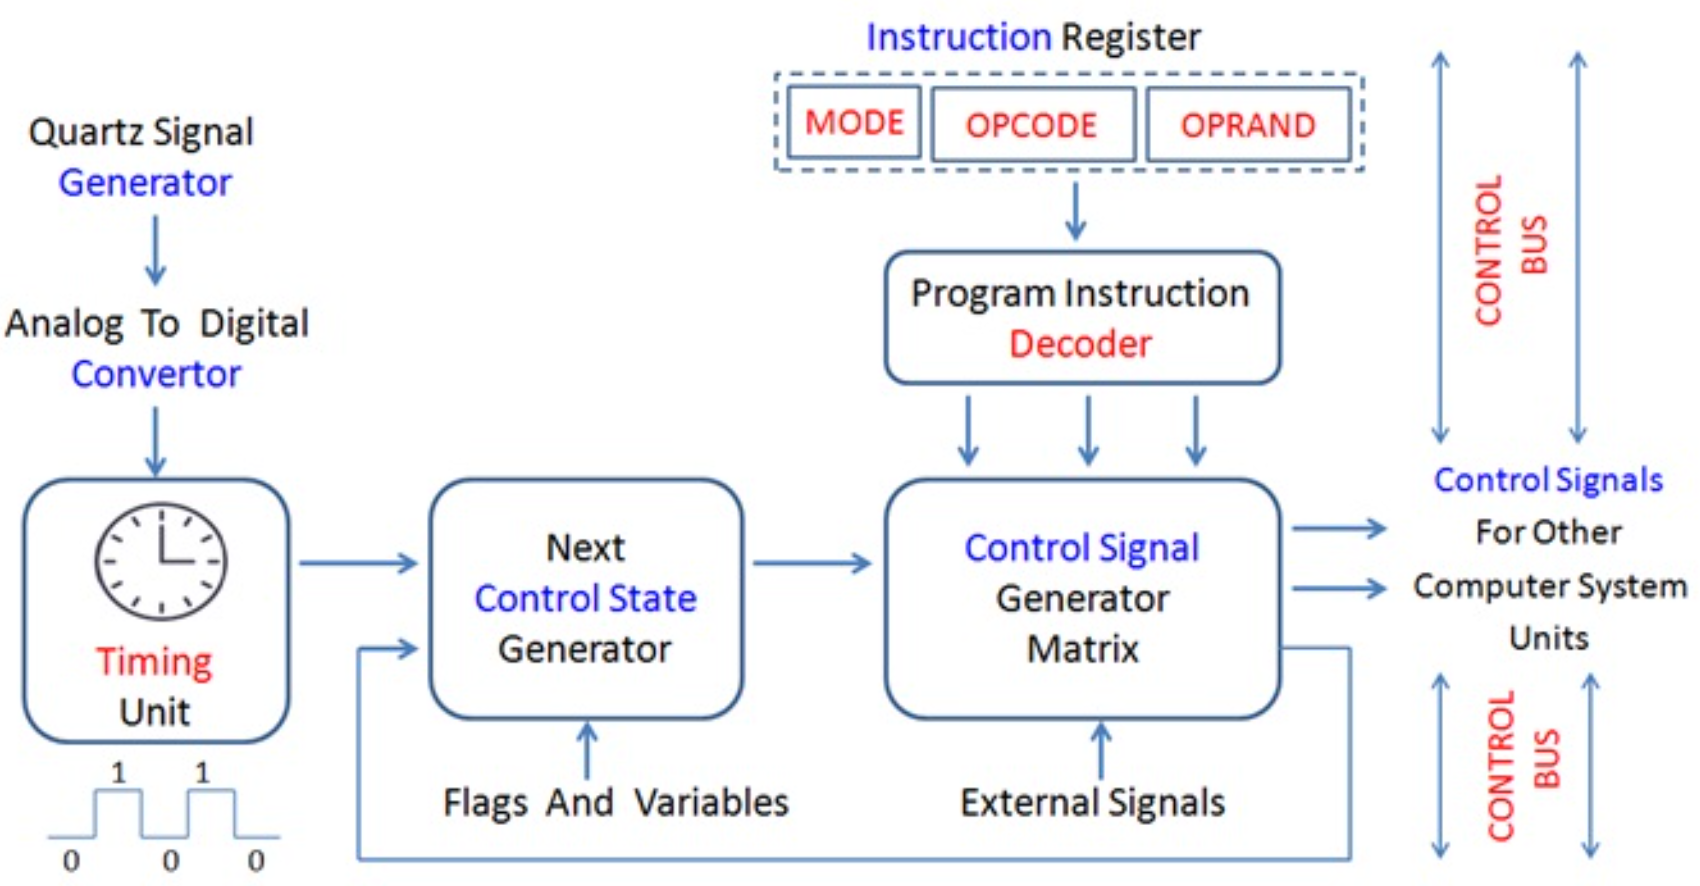 Instruction Register
MODE
OPCODE
OPRAND
Quartz Signal
Generator
Analog To Digital
Convertor
Program Instruction
Decoder
CONTROL
BUS
Timing
Unit
Next
Control State
Generator
Control Signal
Generator
Matrix
Control Signals
For Other
Computer System
Units
1 1
0 0 0
Flags And Variables
External Signals
CONTROL
BUS